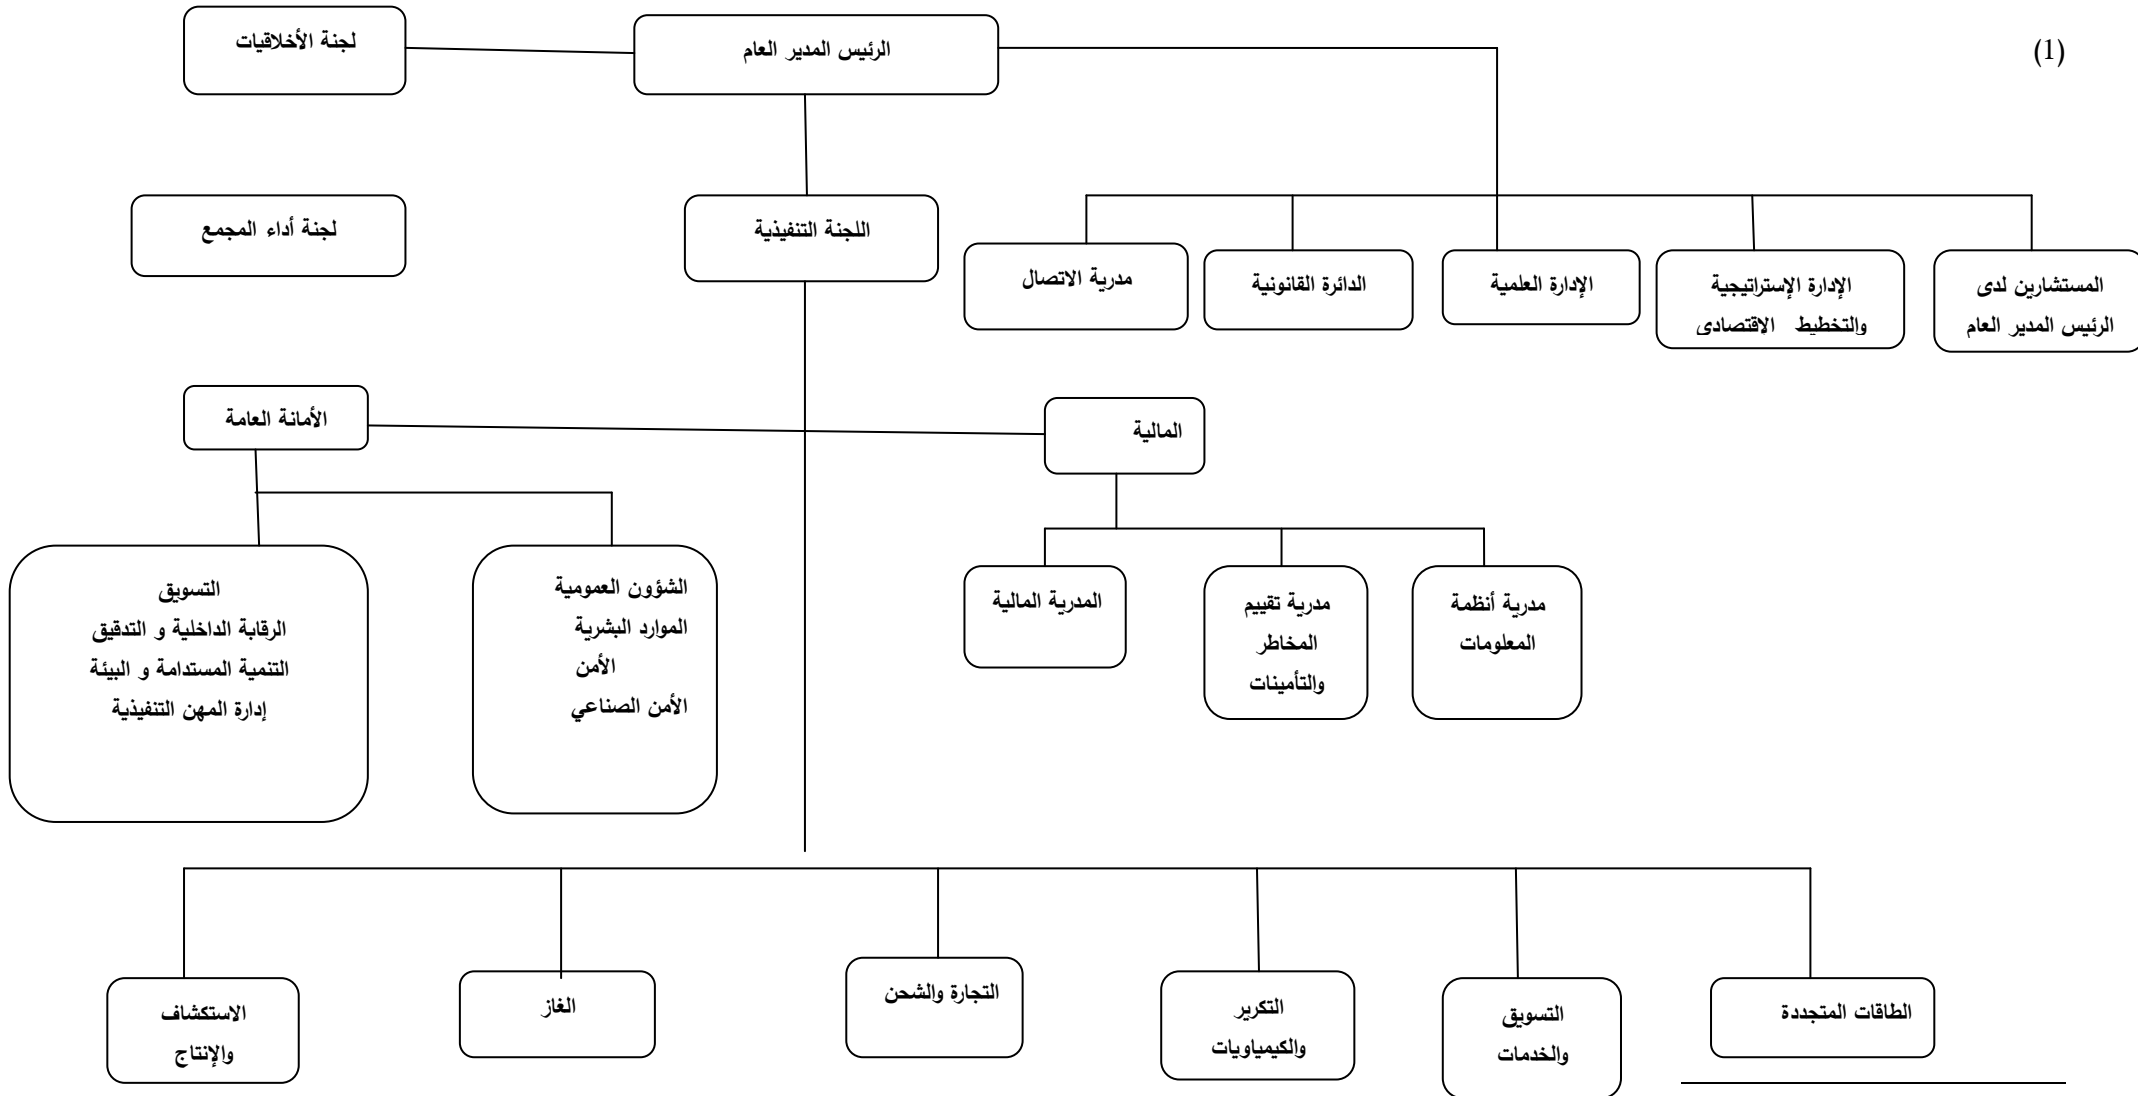 (1)
الرئيس المدير العام
لجنة الأخلاقيات
اللجنة التنفيذية
لجنة أداء المجمع
المستشارين لدى
الرئيس المدير العام
الإدارة الإستراتيجية
والتخطيط الاقتصادى
الإدارة العلمية
الدائرة القانونية
مدرية الاتصال
المالية
الأمانة العامة
مدرية أنظمة
المعلومات
مدرية تقييم
المخاطر
والتأمينات
المدرية المالية
الشؤون العمومية
الموارد البشرية
الأمن
الأمن الصناعي
التسويق
الرقابة الداخلية و التدقيق
التنمية المستدامة و البيئة
إدارة المهن التنفيذية
الطاقات المتجددة
التسويق
والخدمات
التكرير
والكيمياويات
التجارة والشحن
الغاز
الاستكشاف
والإنتاج